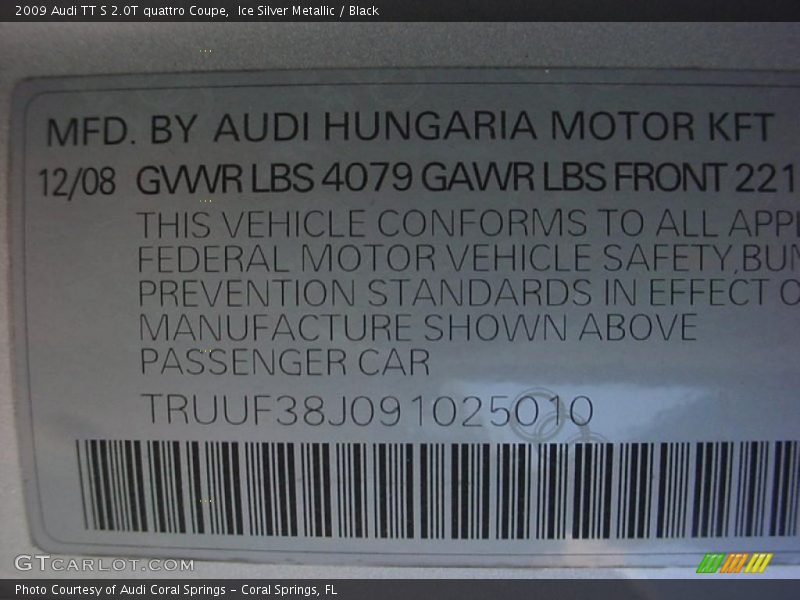 2009 Audi TT S 2.0T quattro Coupe,  Ice Silver Metallic / Black
MFD. BY AUDI HUNGARIA MOTOR KFT
12/08 GVWR LBS 4079 GAWR LBS FRONT 221
THIS VEHICLE CONFORMS TO ALL APPL
FEDERAL MOTOR VEHICLE SAFETY,BUM
PREVENTION STANDARDS IN EFFECT O
MANUFACTURE SHOWN ABOVE
PASSENGER CAR
TRUUF38J091025010
GTCARLOT.COM
Photo Courtesy of Audi Coral Springs – Coral Springs, FL